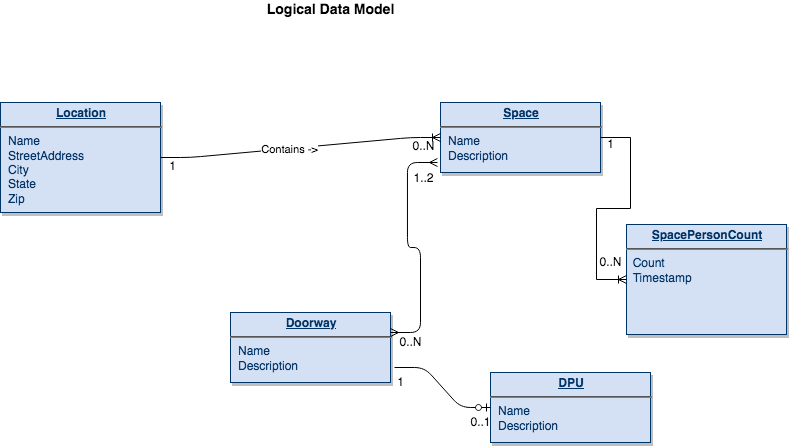 Logical Data Model
Location
Name
StreetAddress
City
State
Zip
1
Contains ->
0..N
Space
Name
Description
1..2
1
SpacePersonCount
Count
Timestamp
0..N
Doorway
Name
Description
0..N
1
DPU
Name
Description
0..1